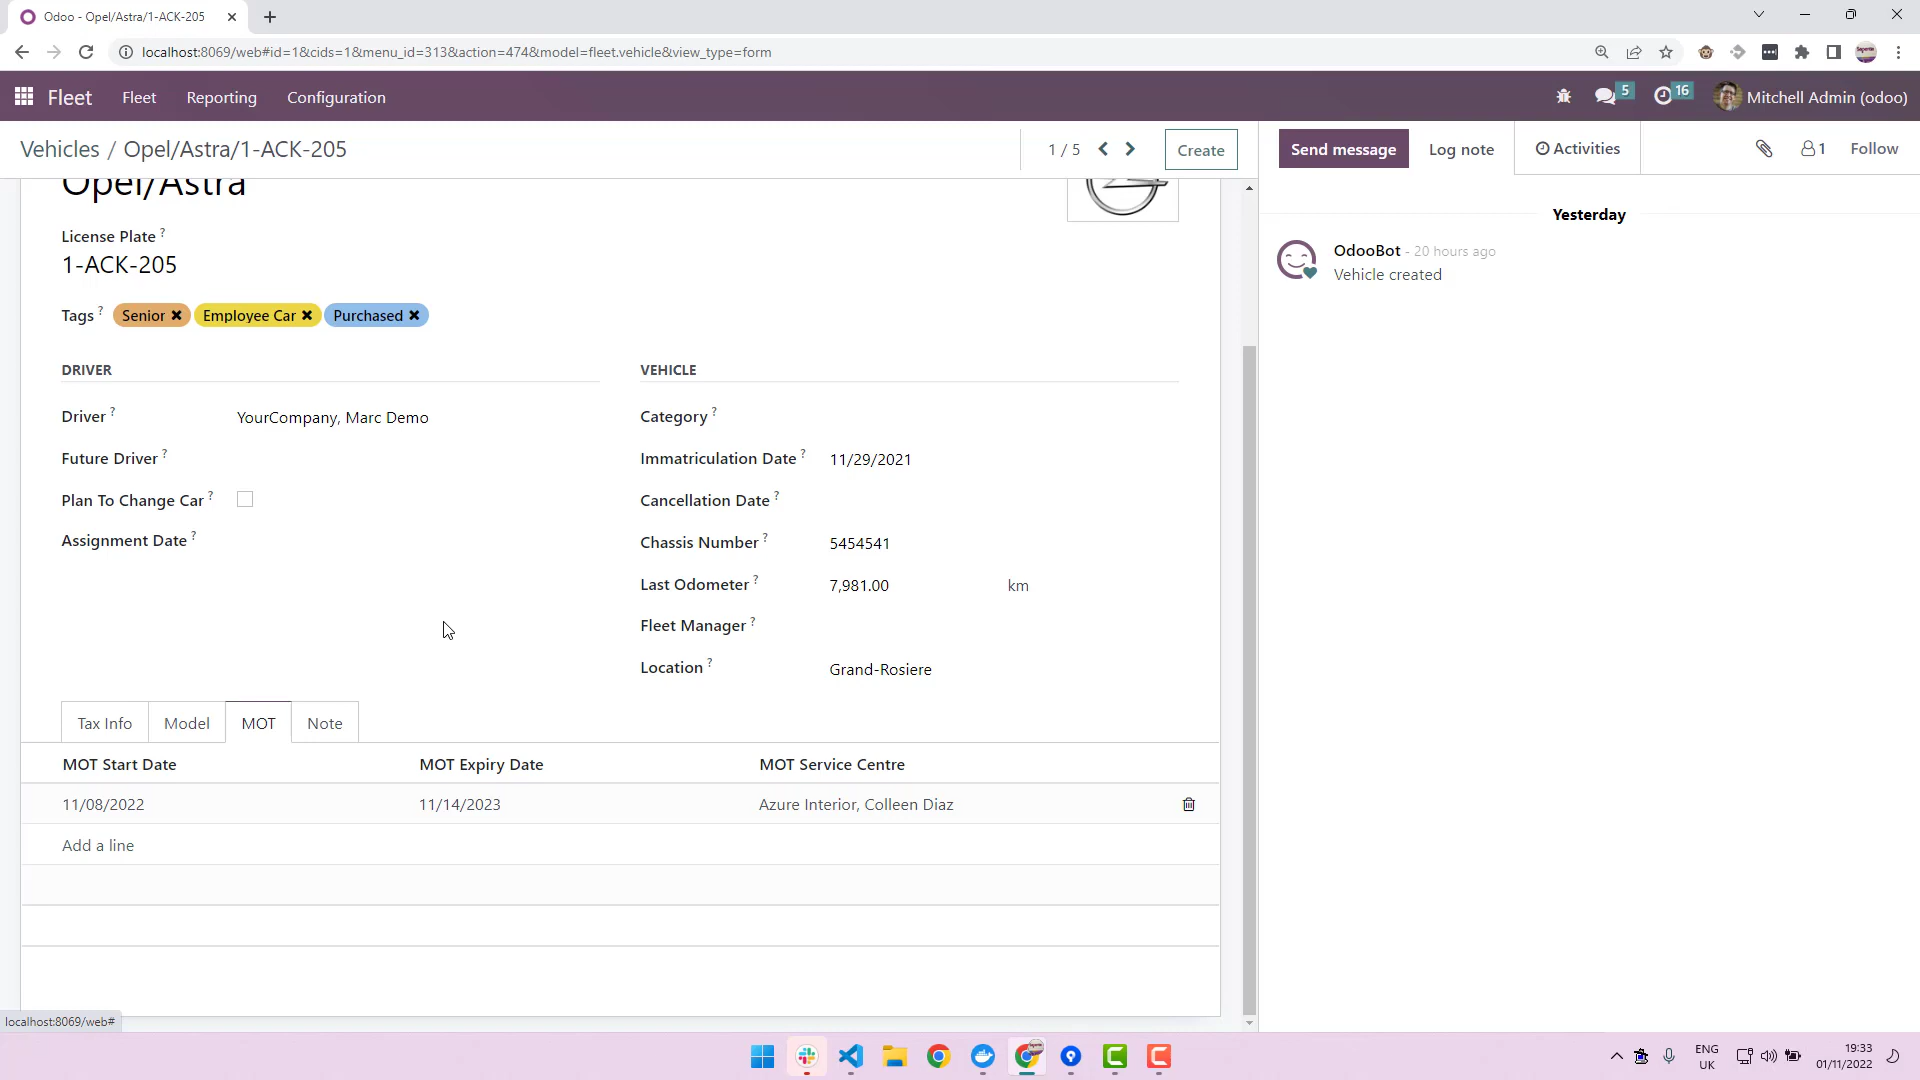 Odoo - Opel/Astra/1-ACK-205
localhost:8069/web#id=1&cids=1&menu_id=313&action=474&model=fleet.vehicle&view_type=form
Fleet Fleet Reporting Configuration 5 16 Mitchell Admin (odoo)
Vehicles / Opel/Astra/1-ACK-205 1 / 5 Create Send message Log note Activities 1 Follow
Opel/Astra
Yesterday
License Plate ?
1-ACK-205
OdooBot - 20 hours ago
Vehicle created
Tags ? Senior Employee Car Purchased
DRIVER VEHICLE
Driver ? YourCompany, Marc Demo Category ?
Future Driver ? Immatriculation Date ? 11/29/2021
Plan To Change Car ? Cancellation Date ?
Assignment Date ? Chassis Number ? 5454541
Last Odometer ? 7,981.00 km
Fleet Manager ?
Location ? Grand-Rosiere
Tax Info Model MOT Note
MOT Start Date MOT Expiry Date MOT Service Centre
11/08/2022 11/14/2023 Azure Interior, Colleen Diaz
Add a line
localhost:8069/web#
ENG
UK
19:33
01/11/2022